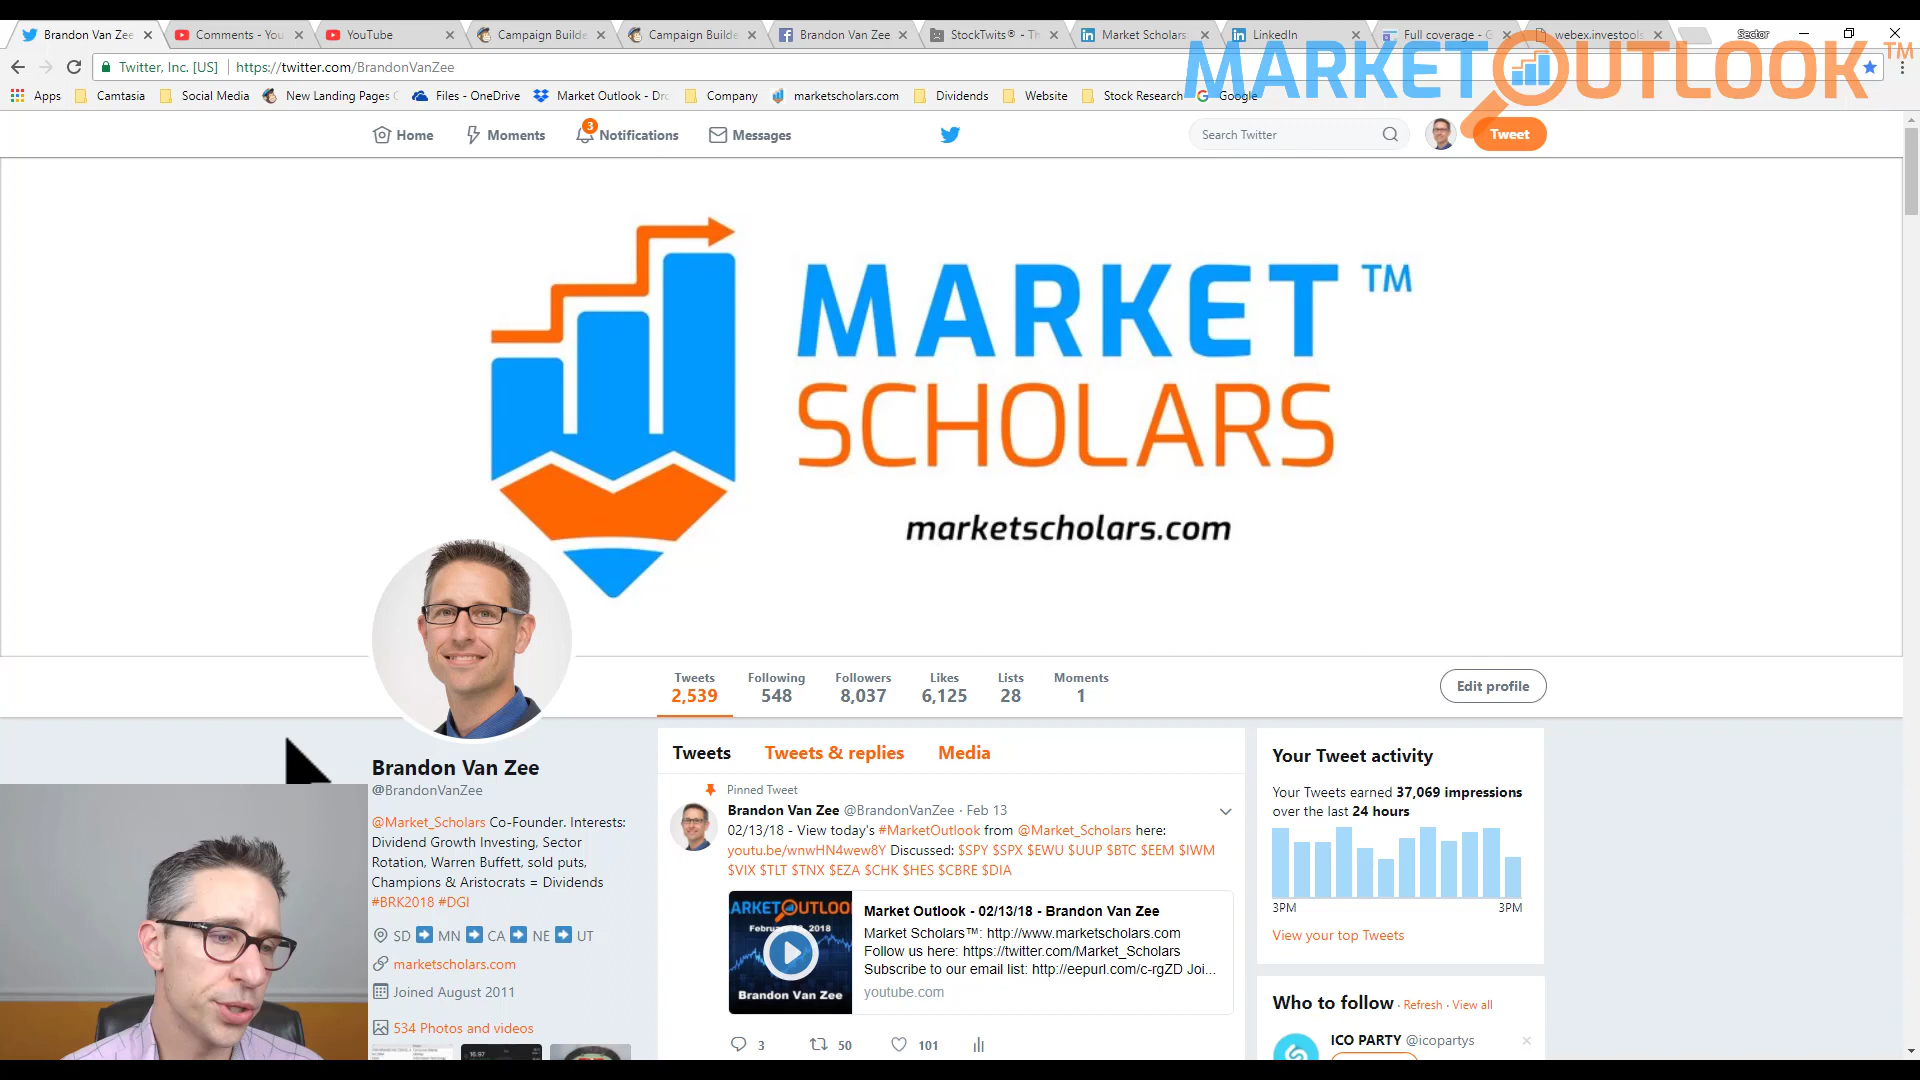 Brandon Van Zee
Comments - You
YouTube
Campaign Builde
Campaign Builde
Brandon Van Zee
StockTwits® - Th
Market Scholars
LinkedIn
Full coverage - G
webex.investools
Sector
Twitter, Inc. [US]
https://twitter.com/BrandonVanZee
MARKET OUTLOOK™
Apps
Camtasia
Social Media
New Landing Pages
Files - OneDrive
Market Outlook - Dro
Company
marketscholars.com
Dividends
Website
Stock Research
Google
Home
Moments
3
Notifications
Messages
Search Twitter
Tweet
MARKET™
SCHOLARS
marketscholars.com
Tweets Following Followers Likes Lists Moments
2,539 548 8,037 6,125 28 1
Edit profile
Brandon Van Zee
@BrandonVanZee
@Market_Scholars Co-Founder. Interests:
Dividend Growth Investing, Sector
Rotation, Warren Buffett, sold puts,
Champions & Aristocrats = Dividends
#BRK2018 #DGI
SD ➡ MN ➡ CA ➡ NE ➡ UT
marketscholars.com
Joined August 2011
534 Photos and videos
Tweets Tweets & replies Media
Pinned Tweet
Brandon Van Zee @BrandonVanZee · Feb 13
02/13/18 - View today's #MarketOutlook from @Market_Scholars here:
youtu.be/wnwHN4wew8Y Discussed: $SPY $SPX $EWU $UUP $BTC $EEM $IWM
$VIX $TLT $TNX $EZA $CHK $HES $CBRE $DIA
ARKETOUTLOOK
2018
Brandon Van Zee
Market Outlook - 02/13/18 - Brandon Van Zee
Market Scholars™: http://www.marketscholars.com
Follow us here: https://twitter.com/Market_Scholars
Subscribe to our email list: http://eepurl.com/c-rgZD Joi...
youtube.com
3 50 101
Your Tweet activity
Your Tweets earned 37,069 impressions
over the last 24 hours
3PM 3PM
View your top Tweets
Who to follow · Refresh · View all
ICO PARTY @icopartys